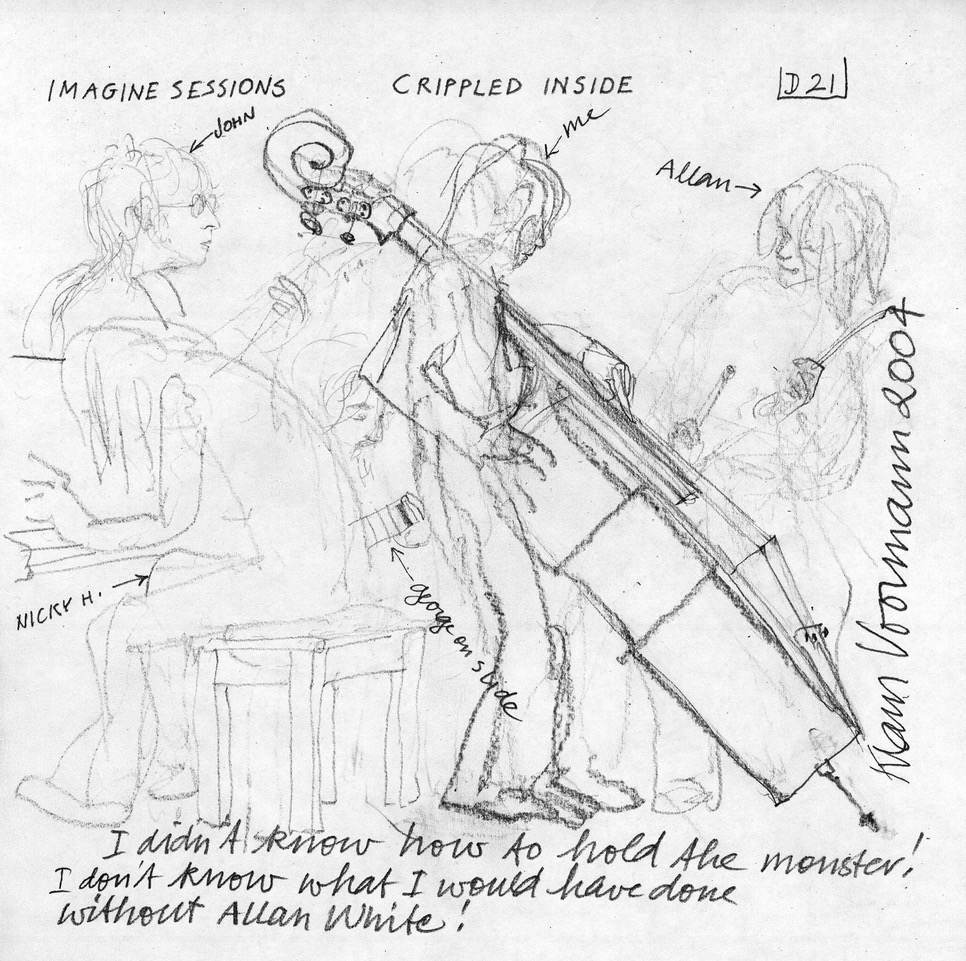 IMAGINE SESSIONS
CRIPPLED INSIDE
D21
JOHN
me
Allan
NICKY H.
george on slide
Klaus Voormann 2004
I didn't know how to hold the monster!
I don't know what I would have done
without Allan White!